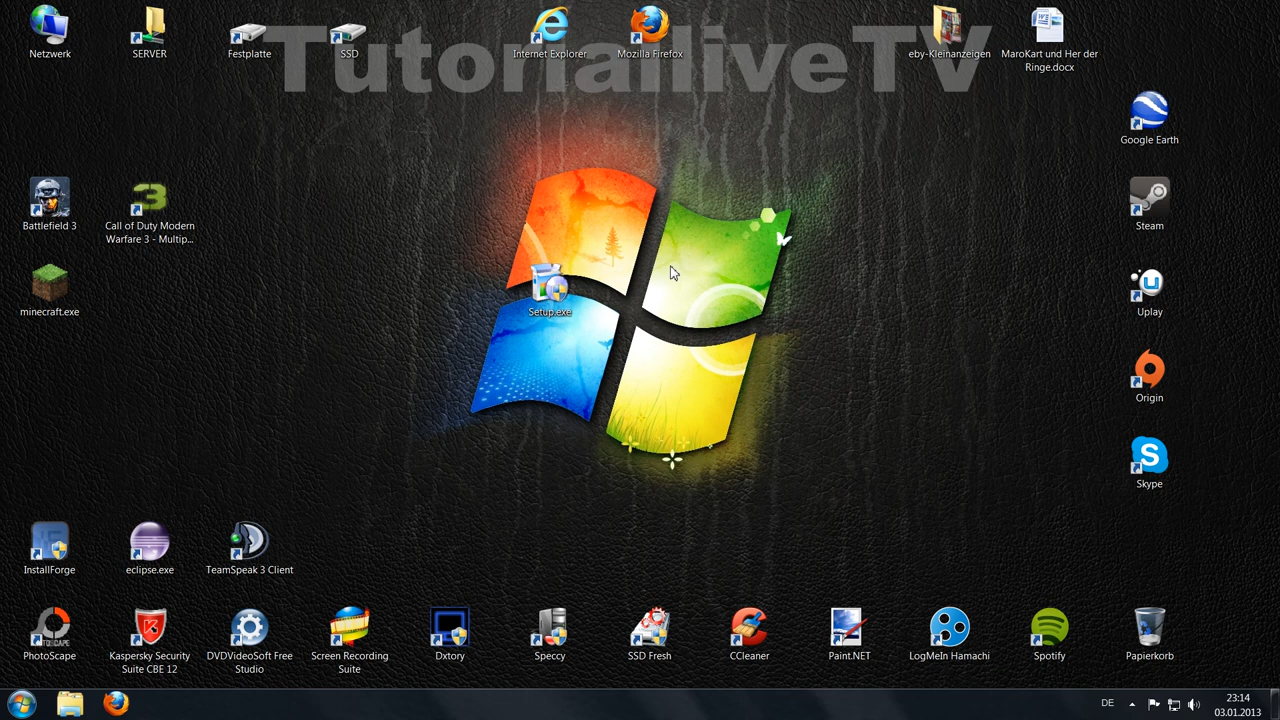 TutorialliveTV
Netzwerk
SERVER
Festplatte
SSD
Internet Explorer
Mozilla Firefox
eby-Kleinanzeigen
MaroKart und Her der
Ringe.docx
Google Earth
Battlefield 3
Call of Duty Modern
Warfare 3 - Multip...
Steam
minecraft.exe
Setup.exe
Uplay
Origin
Skype
InstallForge
eclipse.exe
TeamSpeak 3 Client
PhotoScape
Kaspersky Security
Suite CBE 12
DVDVideoSoft Free
Studio
Screen Recording
Suite
Dxtory
Speccy
SSD Fresh
CCleaner
Paint.NET
LogMeIn Hamachi
Spotify
Papierkorb
DE
23:14
03.01.2013